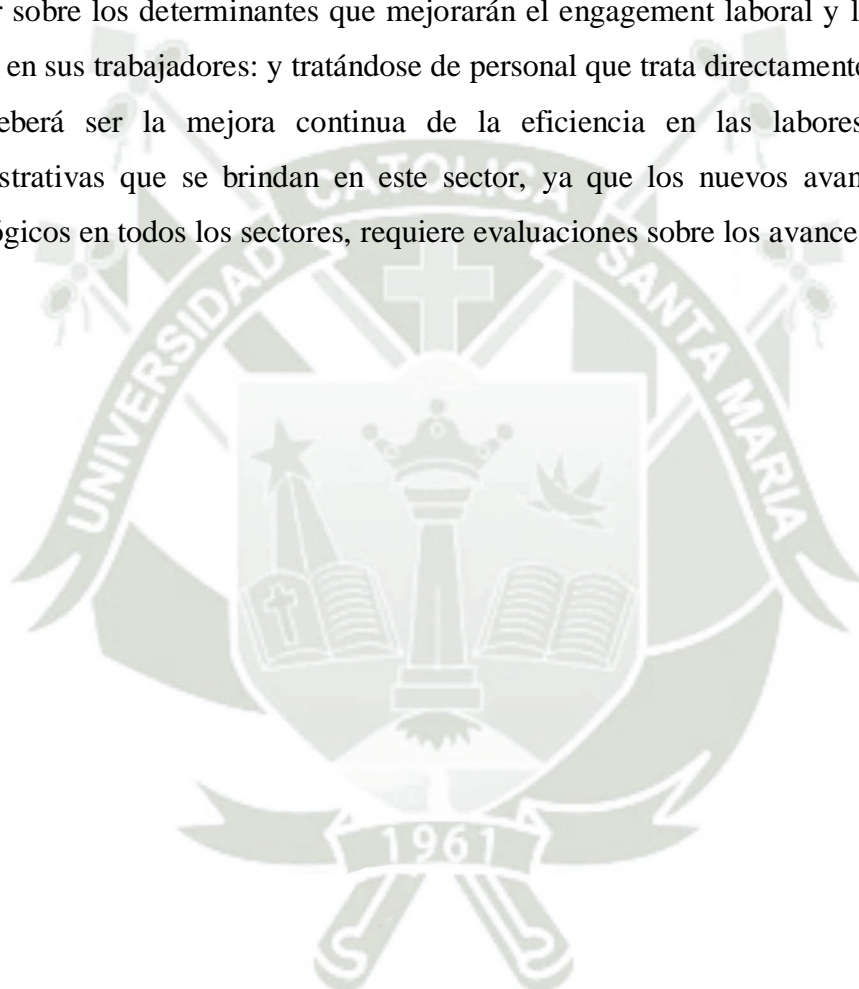 sobre los determinantes que mejorarán el engagement laboral y l
en sus trabajadores: y tratándose de personal que trata directamente
eberá ser la mejora continua de la eficiencia en las labores
strativas que se brindan en este sector, ya que los nuevos avan
ógicos en todos los sectores, requiere evaluaciones sobre los avance
UNIVERSIDAD CATOLICA SANTA MARIA
1961